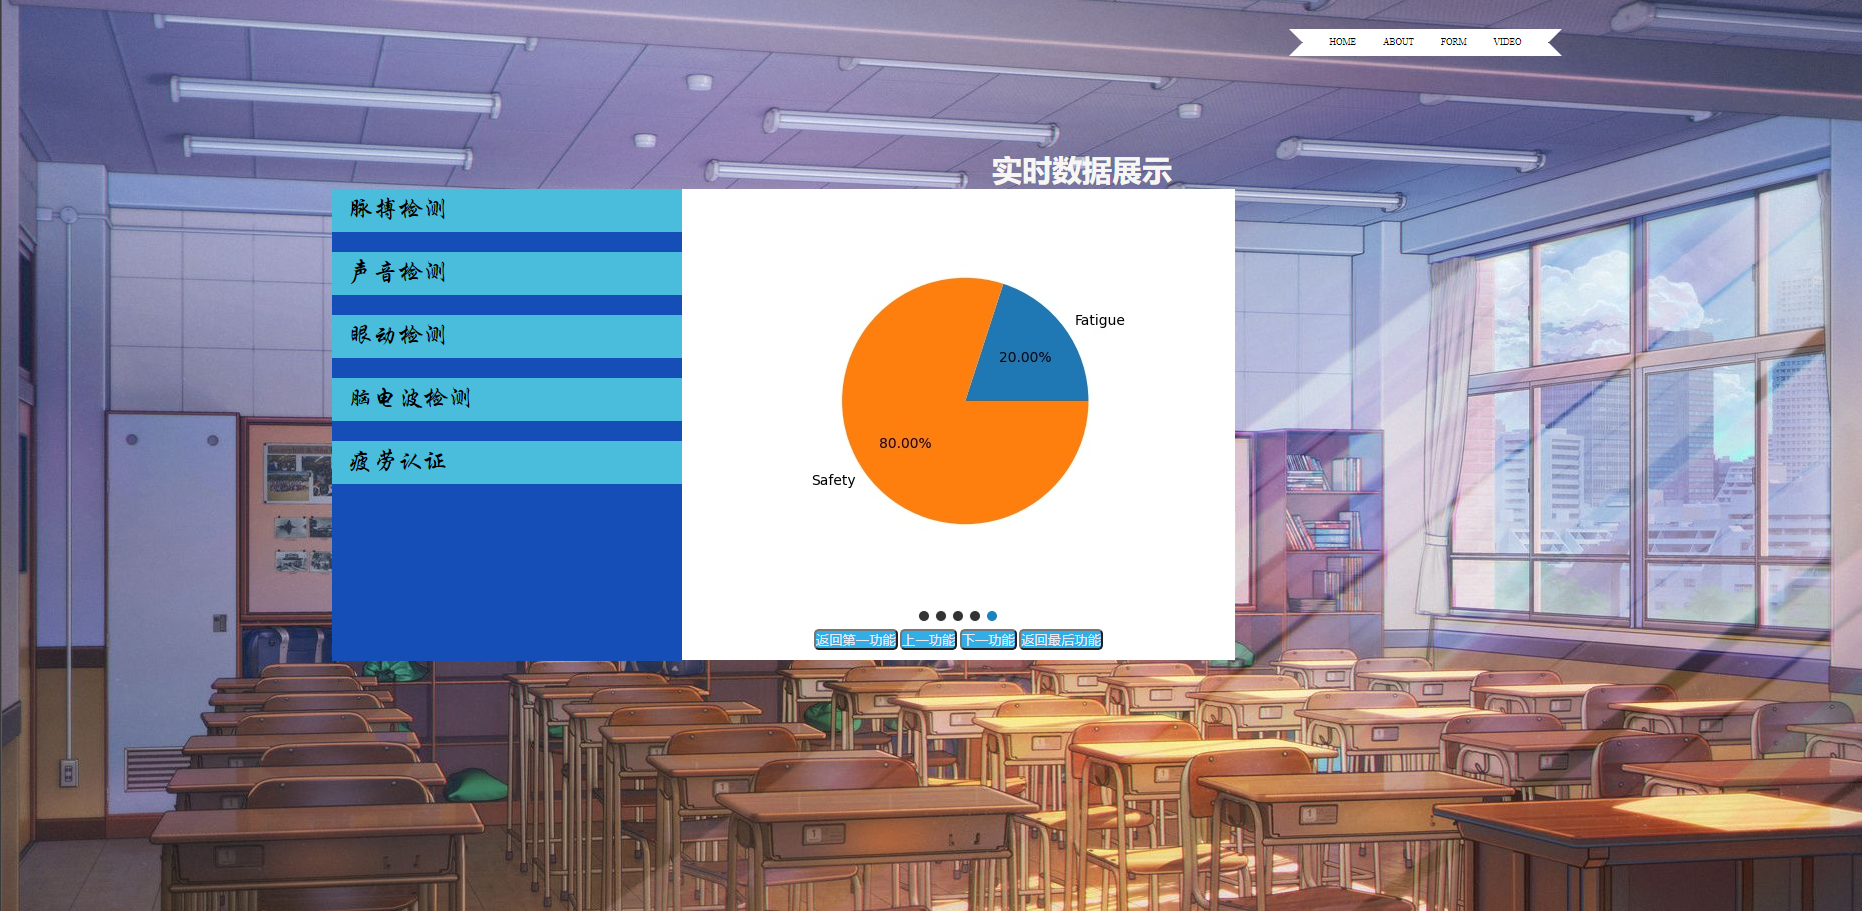 HOME ABOUT FORM VIDEO
实时数据展示
脉搏检测
声音检测
眼动检测
脑电波检测
疲劳认证
Fatigue
20.00%
80.00%
Safety
返回第一功能 上一功能 下一功能 返回最后功能